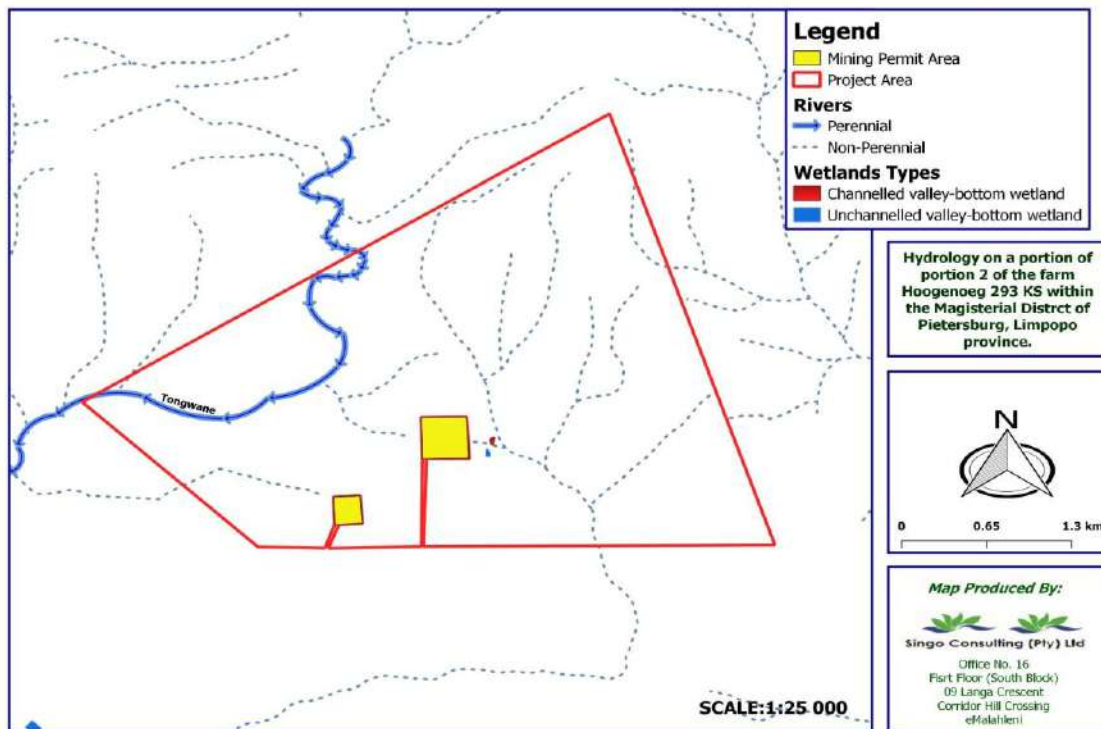 Legend
Mining Permit Area
Project Area
Rivers
Perennial
Non-Perennial
Wetlands Types
Channelled valley-bottom wetland
Unchannelled valley-bottom wetland
Tongwane
SCALE:1:25 000
Hydrology on a portion of
portion 2 of the farm
Hoogenoeg 293 KS within
the Magisterial Distrct of
Pietersburg, Limpopo
province.
N
0 0.65 1.3 km
Map Produced By:
Singo Consulting (Pty) Ltd
Office No. 16
Fisrt Floor (South Block)
09 Langa Crescent
Corridor Hill Crossing
eMalahleni